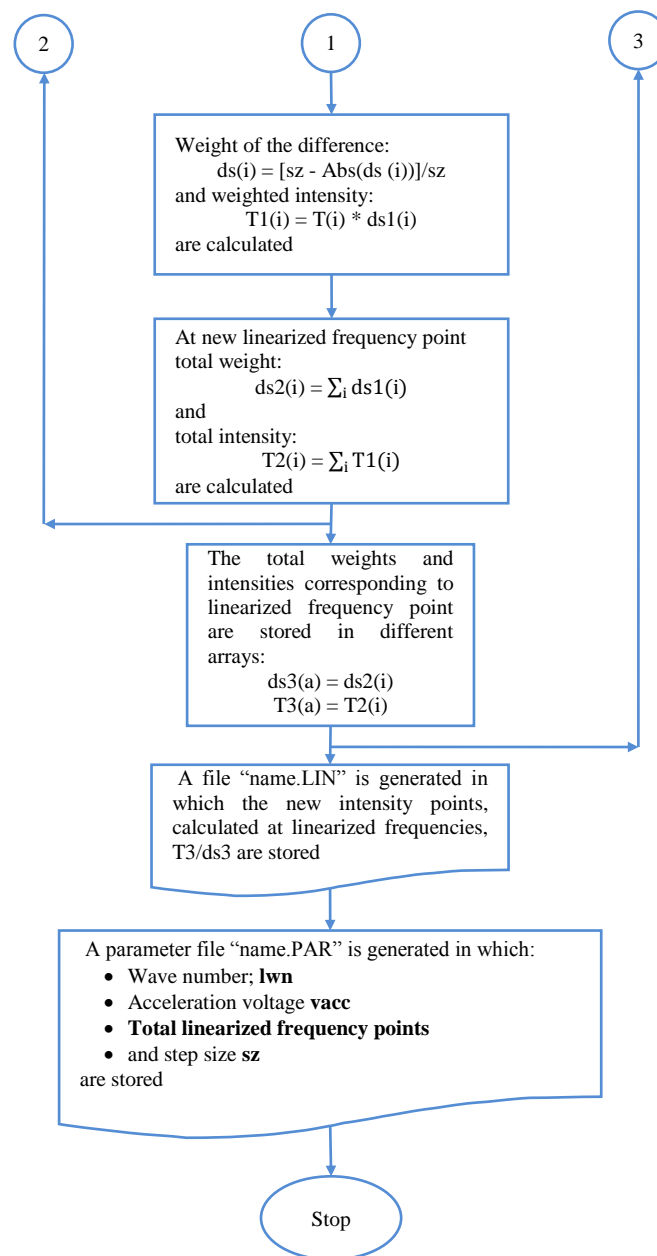 2
1
3
Weight of the difference:
ds(i) = [sz - Abs(ds (i))]/sz
and weighted intensity:
T1(i) = T(i) * ds1(i)
are calculated
At new linearized frequency point
total weight:
ds2(i) = ∑i ds1(i)
and
total intensity:
T2(i) = ∑i T1(i)
are calculated
The total weights and
intensities corresponding to
linearized frequency point
are stored in different
arrays:
ds3(a) = ds2(i)
T3(a) = T2(i)
A file “name.LIN” is generated in
which the new intensity points,
calculated at linearized frequencies,
T3/ds3 are stored
A parameter file “name.PAR” is generated in which:
• Wave number; lwn
• Acceleration voltage vacc
• Total linearized frequency points
• and step size sz
are stored
Stop